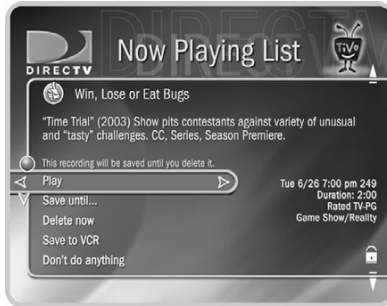 DIRECTV
Now Playing List
TiVo
Win, Lose or Eat Bugs
"Time Trial" (2003) Show pits contestants against variety of unusual
and "tasty" challenges. CC, Series, Season Premiere.
This recording will be saved until you delete it.
Play
Save until...
Delete now
Save to VCR
Don't do anything
Tue 6/26 7:00 pm 249
Duration: 2:00
Rated TV-PG
Game Show/Reality